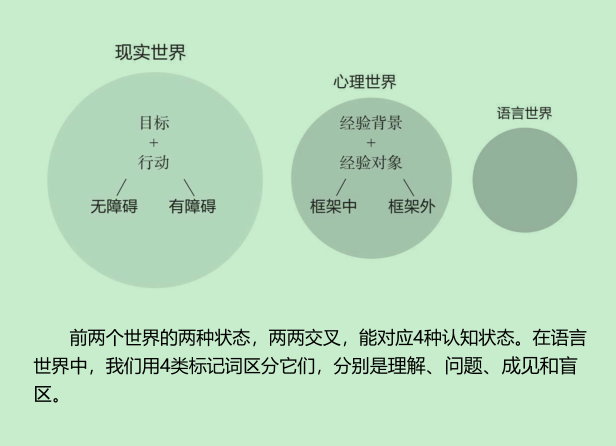 现实世界
心理世界
语言世界
目标
+
行动
无障碍 有障碍
经验背景
+
经验对象
框架中 框架外
前两个世界的两种状态，两两交叉，能对应4种认知状态。在语言
世界中，我们用4类标记词区分它们，分别是理解、问题、成见和盲
区。